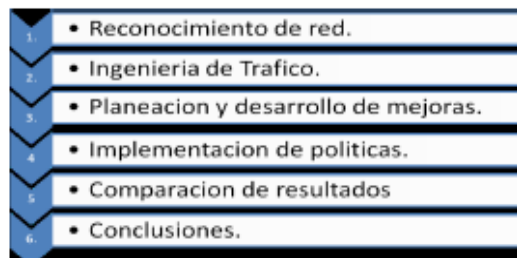 1. • Reconocimiento de red.
2. • Ingenieria de Trafico.
3. • Planeacion y desarrollo de mejoras.
4 • Implementacion de politicas.
5 • Comparacion de resultados
6. • Conclusiones.